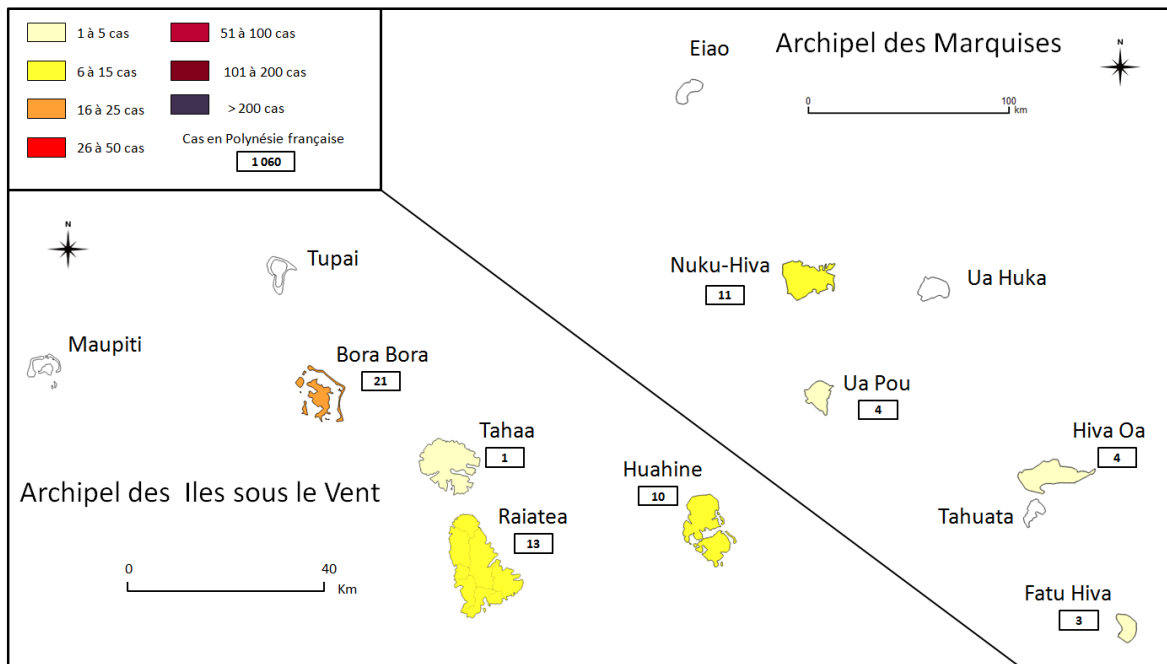 1 à 5 cas
6 à 15 cas
16 à 25 cas
26 à 50 cas
51 à 100 cas
101 à 200 cas
> 200 cas
Cas en Polynésie française
1 060
Archipel des Marquises
N
0 100
km
Eiao
Nuku-Hiva
11
Ua Huka
Ua Pou
4
Hiva Oa
4
Tahuata
Fatu Hiva
3
N
Tupai
Maupiti
Bora Bora
21
Tahaa
1
Huahine
10
Archipel des Iles sous le Vent
Raiatea
13
0 40
Km